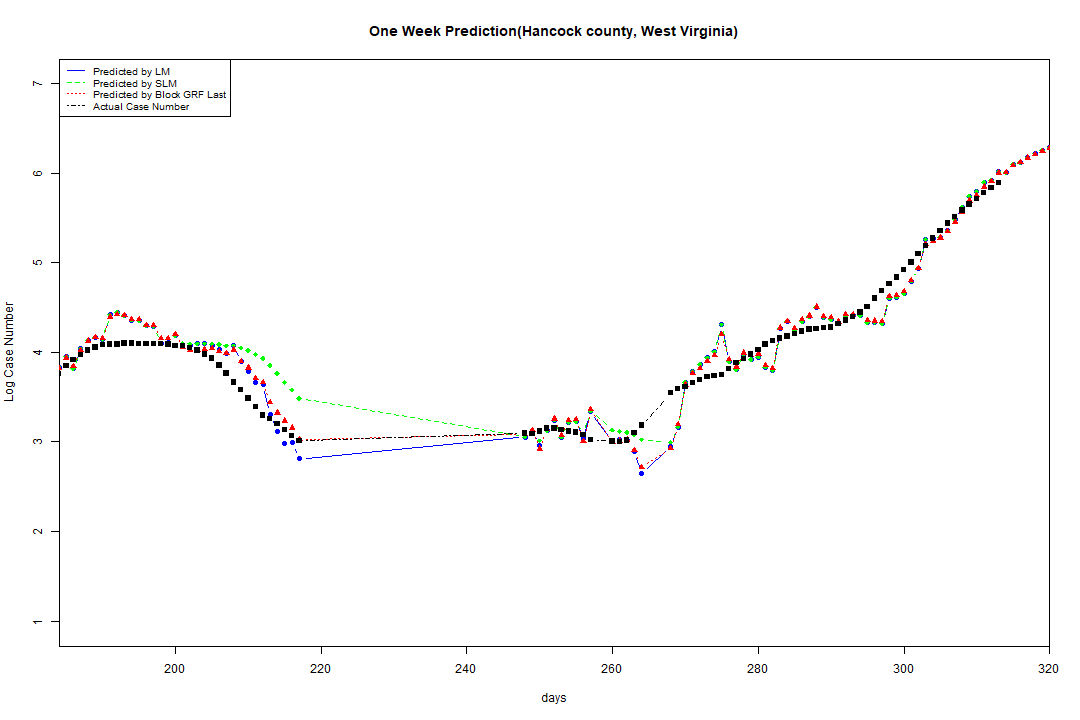 One Week Prediction(Hancock county, West Virginia)
Predicted by LM
Predicted by SLM
Predicted by Block GRF Last
Actual Case Number
Log Case Number
7
6
5
4
3
2
1
200 220 240 260 280 300 320
days